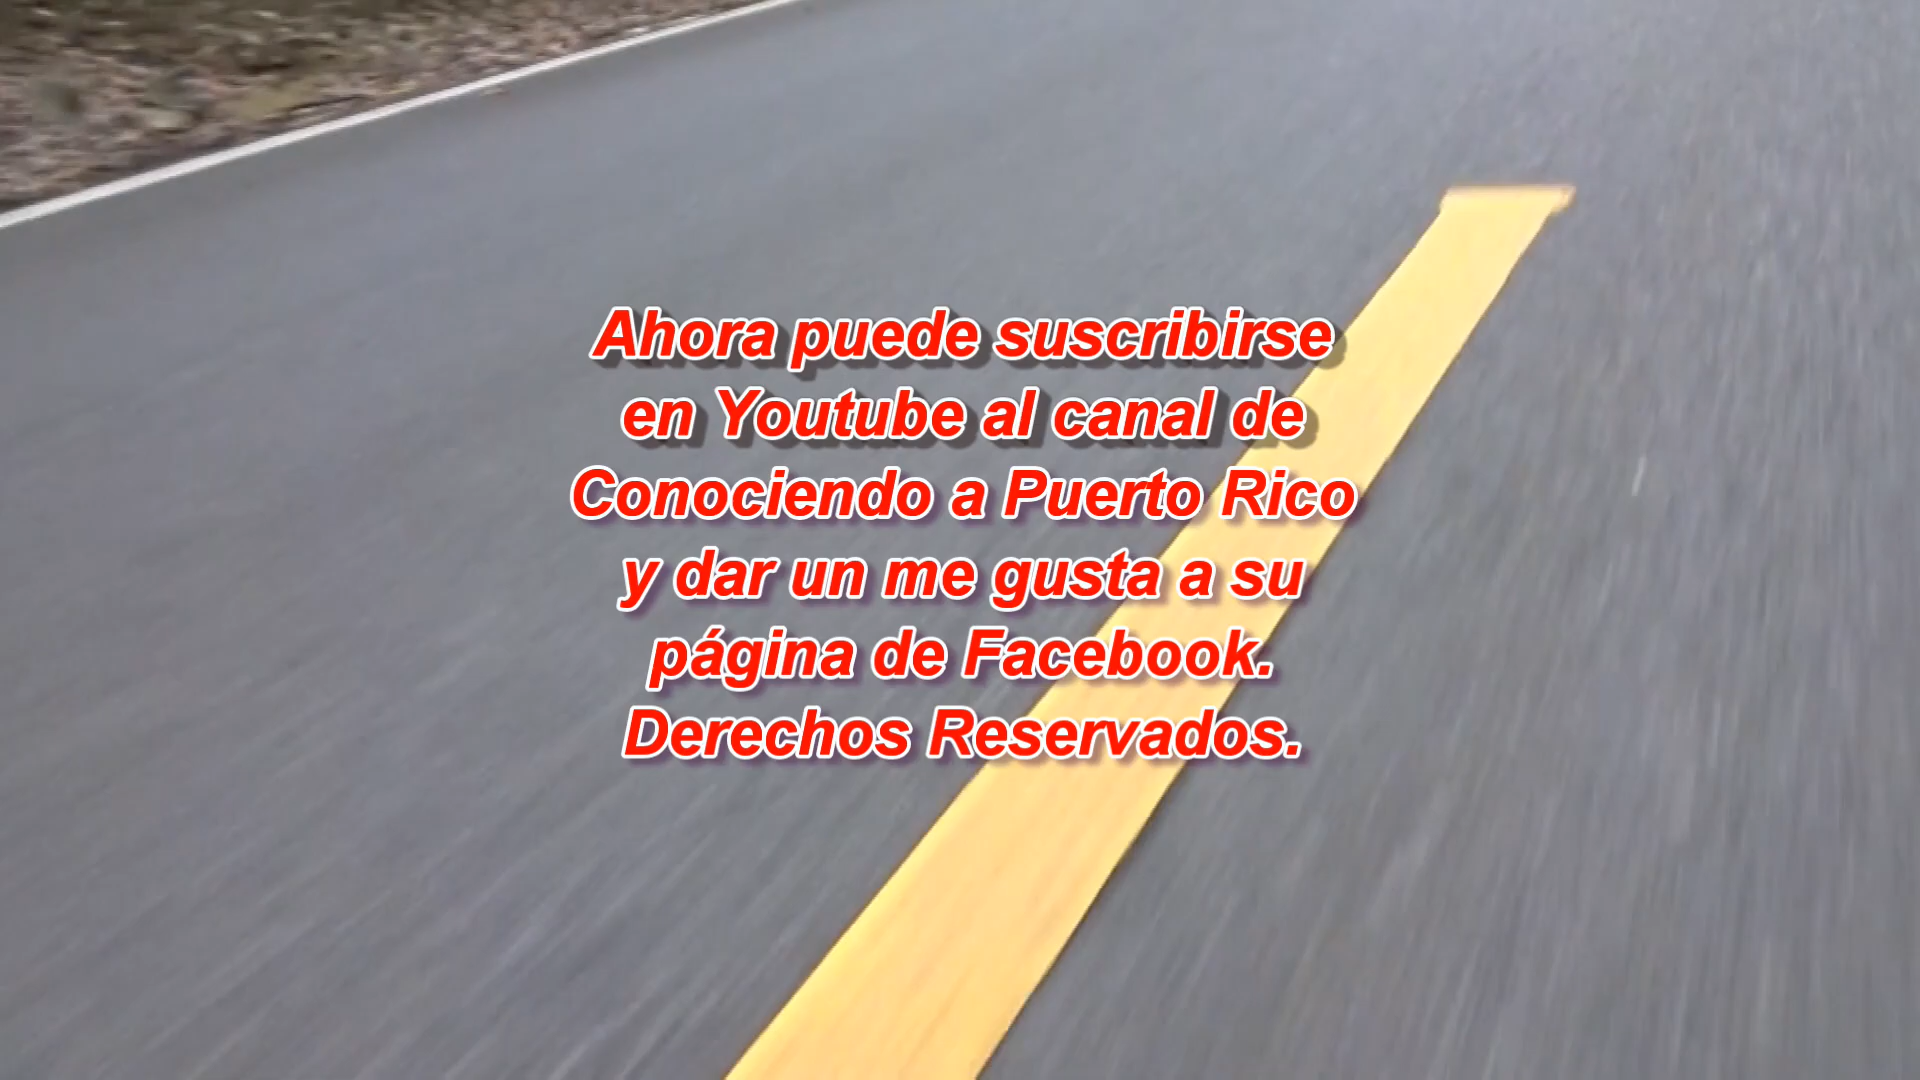 Ahora puede suscribirse
en Youtube al canal de
Conociendo a Puerto Rico
y dar un me gusta a su
página de Facebook.
Derechos Reservados.